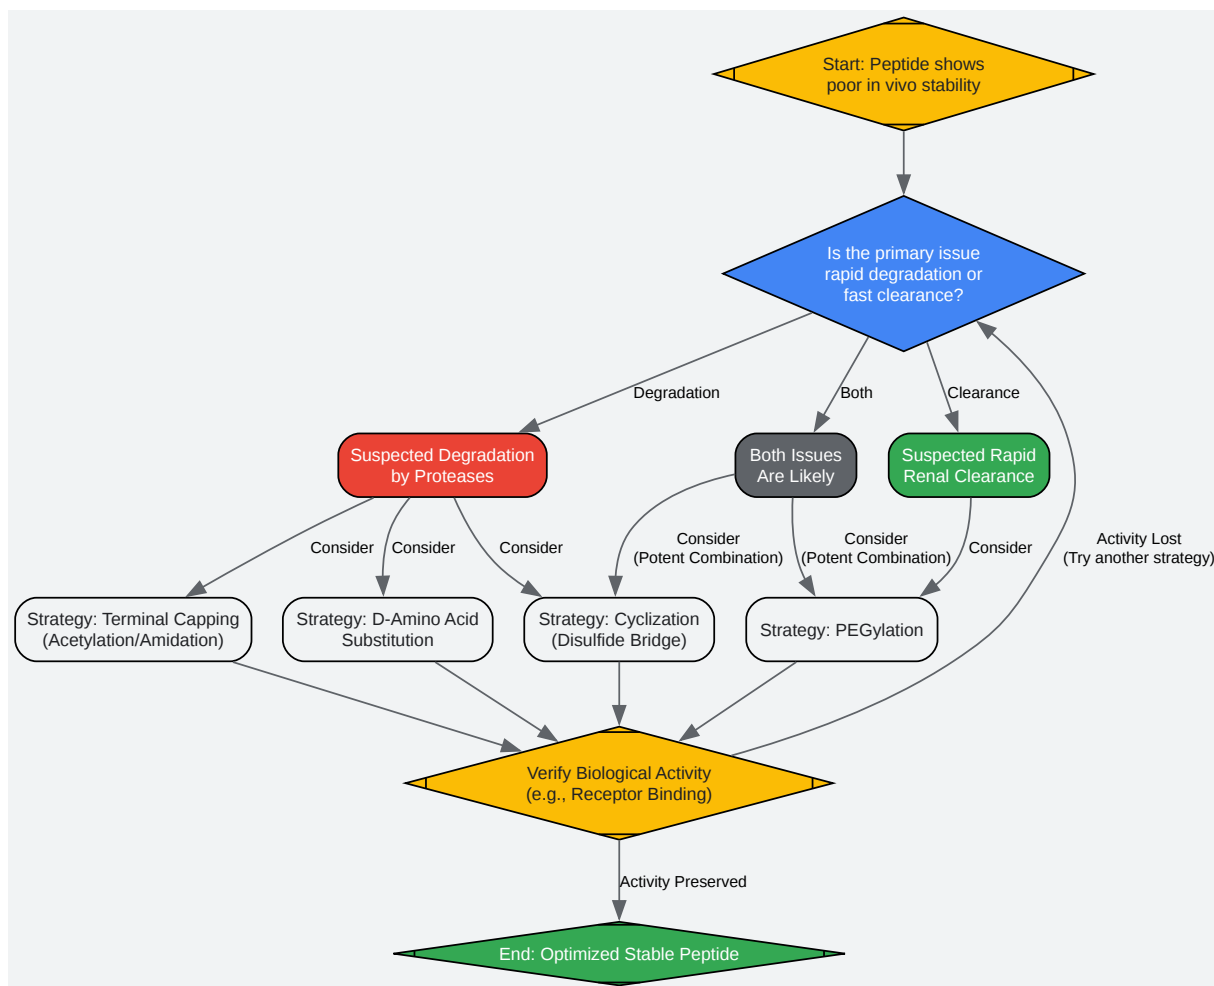 Start: Peptide shows
poor in vivo stability
Is the primary issue
rapid degradation or
fast clearance?
Degradation
Both
Clearance
Suspected Degradation
by Proteases
Both Issues
Are Likely
Suspected Rapid
Renal Clearance
Consider
Consider
Consider
Consider
(Potent Combination)
Consider
(Potent Combination)
Consider
Activity Lost
(Try another strategy)
Strategy: Terminal Capping
(Acetylation/Amidation)
Strategy: D-Amino Acid
Substitution
Strategy: Cyclization
(Disulfide Bridge)
Strategy: PEGylation
Verify Biological Activity
(e.g., Receptor Binding)
Activity Preserved
End: Optimized Stable Peptide